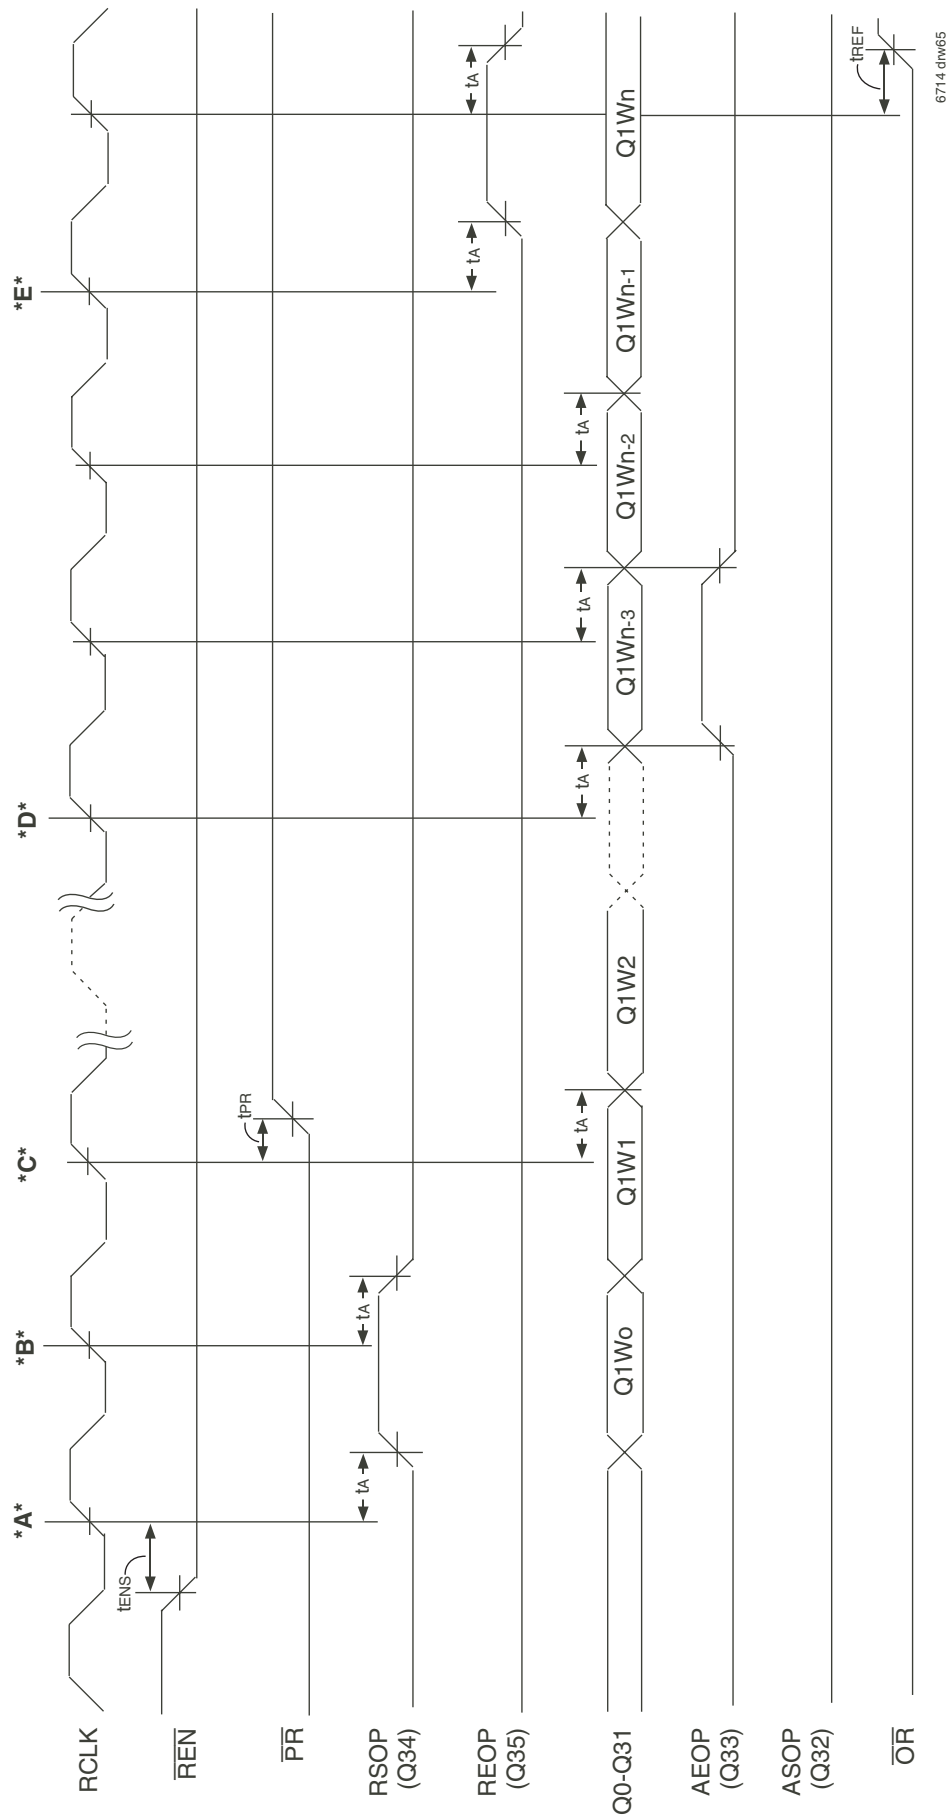 *A*
*B*
*C*
*D*
*E*
RCLK
tENS
REN
tPR
PR
tA
tA
RSOP
(Q34)
tA
tA
REOP
(Q35)
tA
tA
tA
tA
Q0-Q31
Q1Wo
Q1W1
Q1W2
Q1Wn-3
Q1Wn-2
Q1Wn-1
Q1Wn
AEOP
(Q33)
ASOP
(Q32)
tREF
OR
6714 drw65